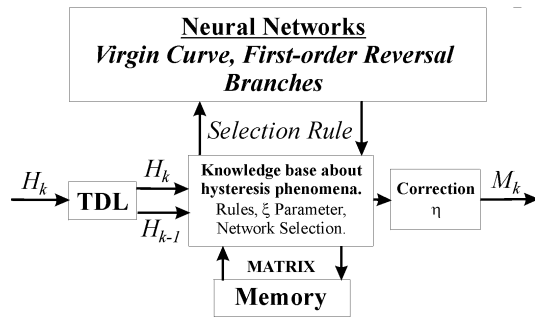 Neural Networks
Virgin Curve, First-order Reversal
Branches
Selection Rule
H_k
TDL
H_k
H_{k-1}
Knowledge base about
hysteresis phenomena.
Rules, ξ Parameter,
Network Selection.
Correction
η
M_k
MATRIX
Memory